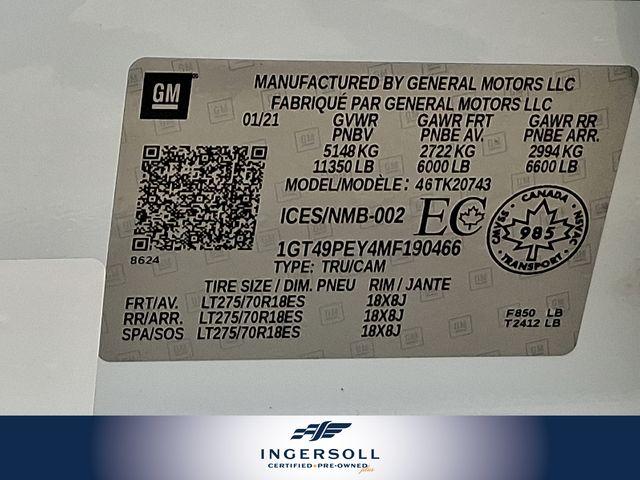 GM
MANUFACTURED BY GENERAL MOTORS LLC
FABRIQUÉ PAR GENERAL MOTORS LLC
01/21 GVWR GAWR FRT GAWR RR
PNBV PNBE AV. PNBE ARR.
5148 KG 2722 KG 2994 KG
11350 LB 6000 LB 6600 LB
MODEL/MODÈLE: 46TK20743
ICES/NMB-002 EC
CANADA
985
TRANSPORT
CMVSS NSVAC
8624
1GT49PEY4MF190466
TYPE: TRU/CAM
TIRE SIZE / DIM. PNEU RIM / JANTE
FRT/AV. LT275/70R18ES 18X8J
RR/ARR. LT275/70R18ES 18X8J
SPA/SOS LT275/70R18ES 18X8J
F850 LB
T2412 LB
INGERSOLL
CERTIFIED • PRE-OWNED plus